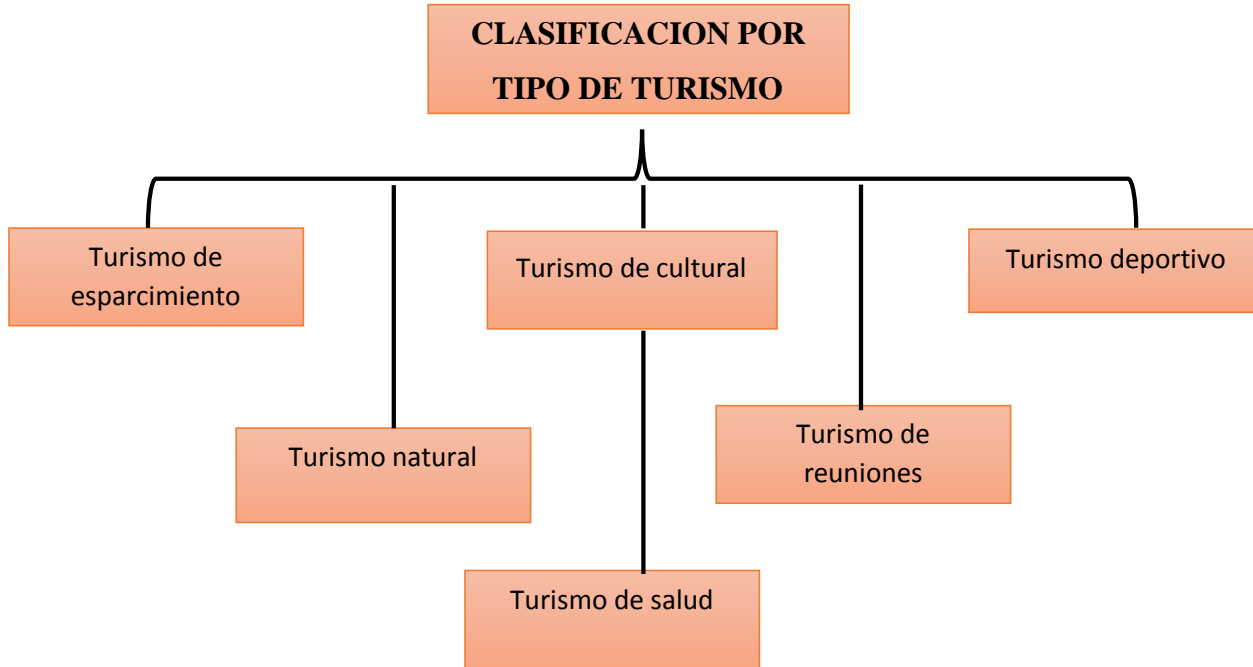 CLASIFICACION POR
TIPO DE TURISMO
Turismo de
esparcimiento
Turismo de cultural
Turismo deportivo
Turismo natural
Turismo de
reuniones
Turismo de salud